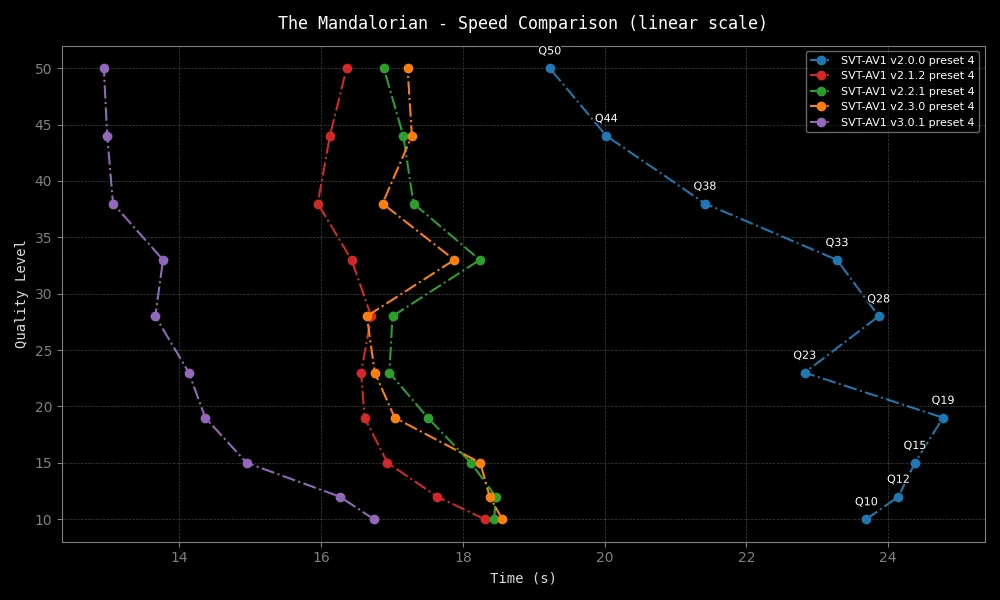 The Mandalorian - Speed Comparison (linear scale)
SVT-AV1 v2.0.0 preset 4
SVT-AV1 v2.1.2 preset 4
SVT-AV1 v2.2.1 preset 4
SVT-AV1 v2.3.0 preset 4
SVT-AV1 v3.0.1 preset 4
Quality Level
50
45
40
35
30
25
20
15
10
Q50
Q44
Q38
Q33
Q28
Q23
Q19
Q15
Q12
Q10
14
16
18
20
22
24
Time (s)